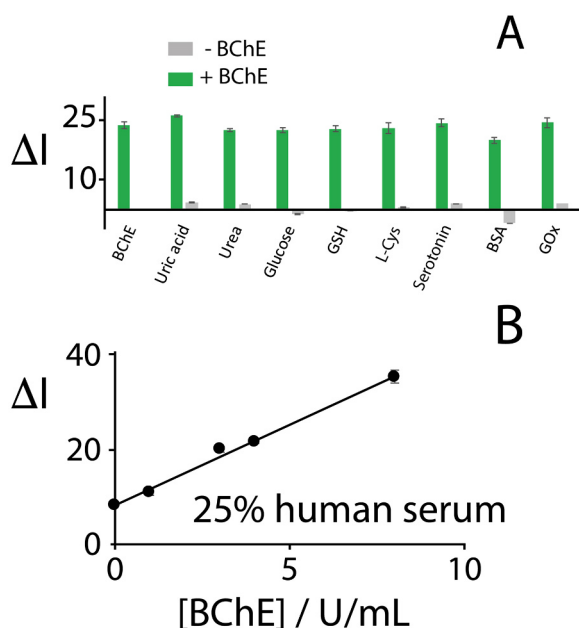 A
- BChE
+ BChE
25
ΔI
10
BChE
Uric acid
Urea
Glucose
GSH
L-Cys
Serotonin
BSA
GOx
B
40
ΔI
20
25% human serum
0
0
5
10
[BChE] / U/mL